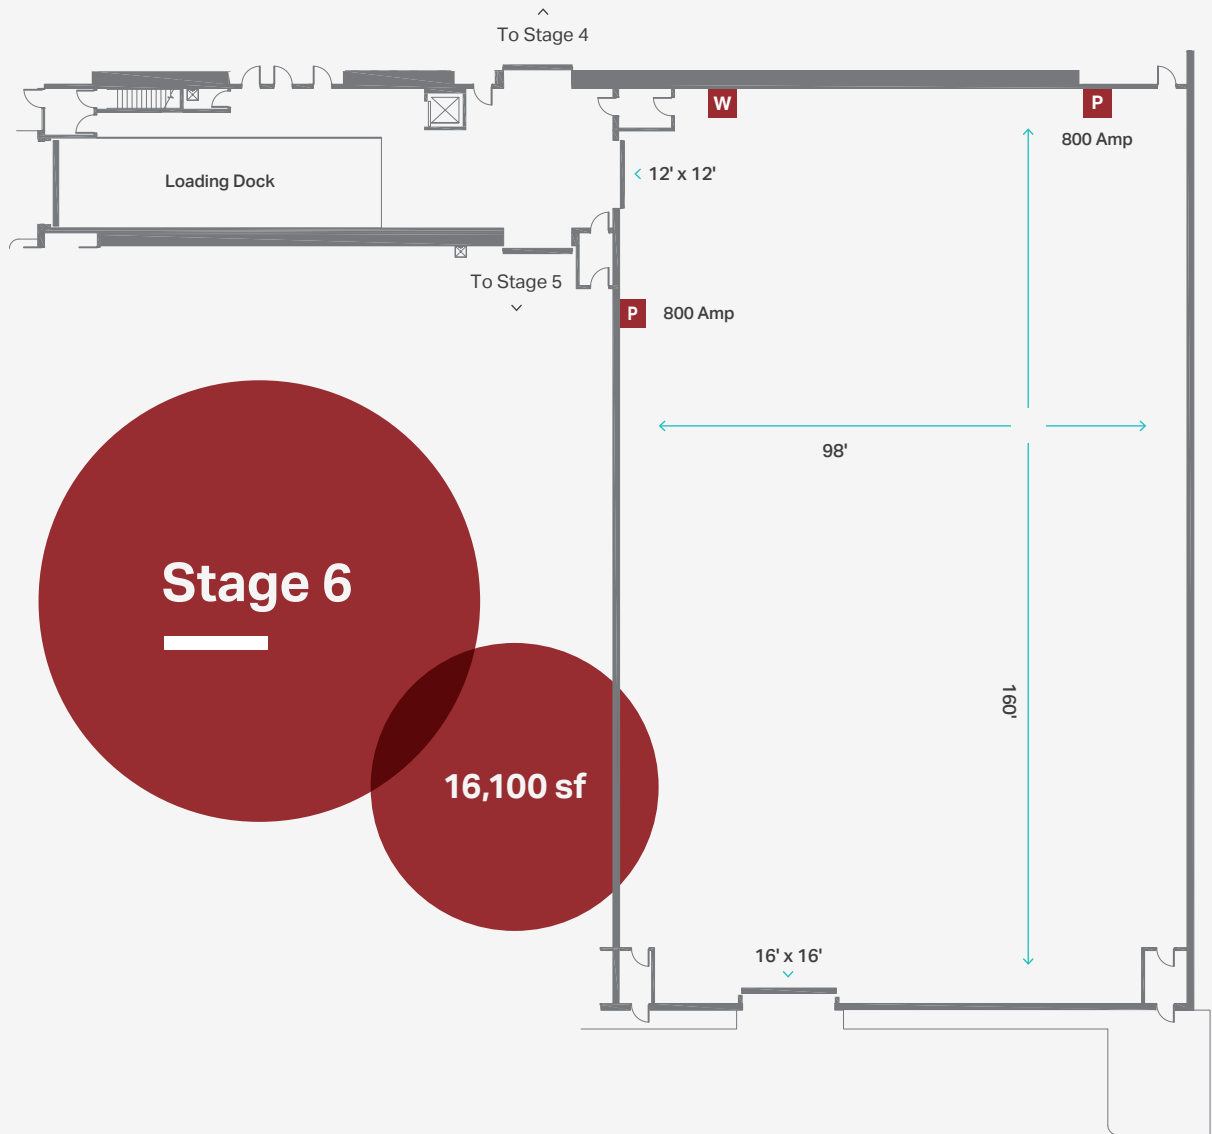 To Stage 4
W
P
800 Amp
12' x 12'
Loading Dock
To Stage 5
P
800 Amp
98'
Stage 6
160'
16,100 sf
16' x 16'